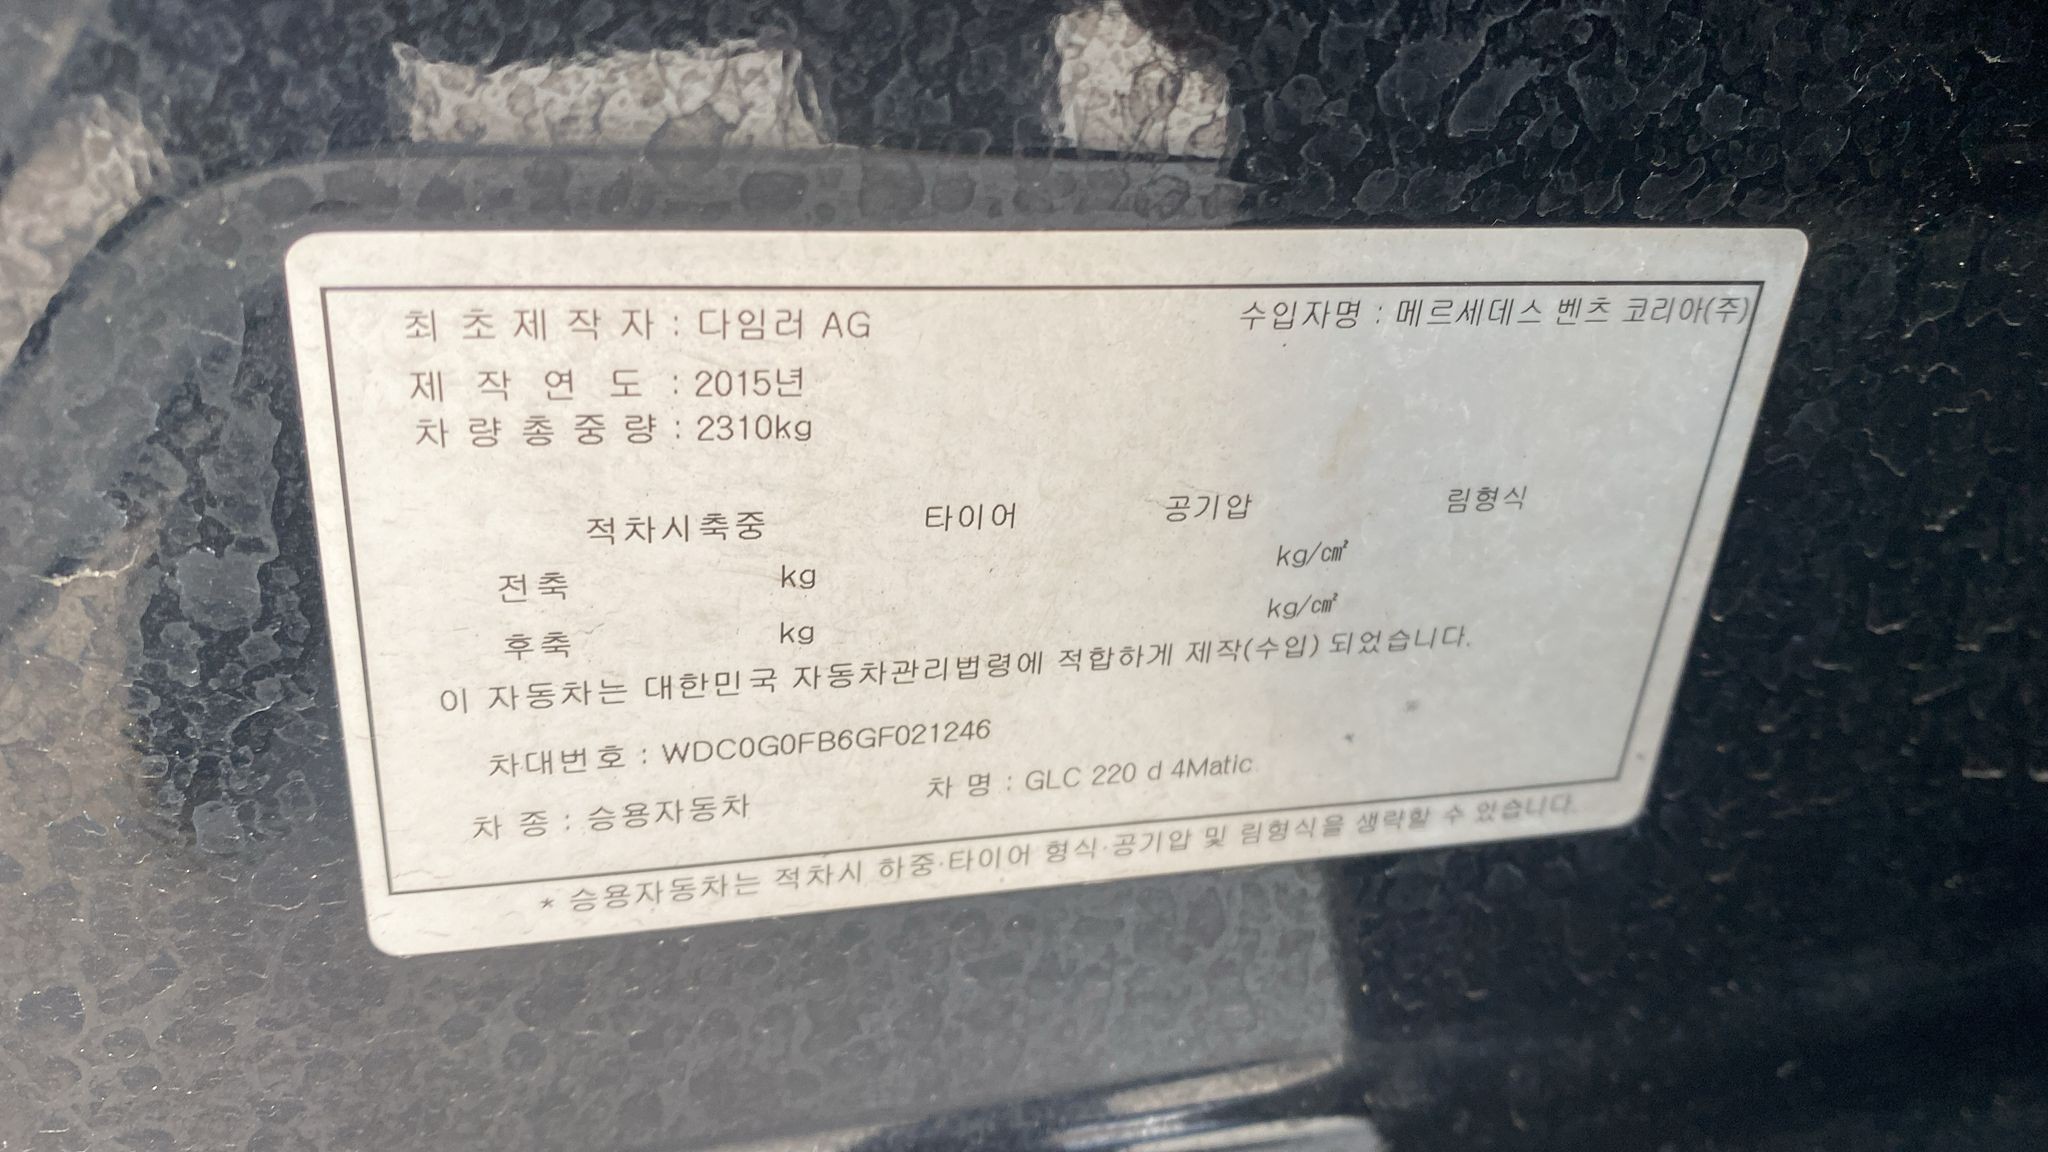 최 초 제 작 자 : 다임러 AG 수입자명 : 메르세데스 벤츠 코리아(주)
제 작 연 도 : 2015년
차 량 총 중 량 : 2310kg
적차시축중 타이어 공기압 림형식
전축 kg kg/㎠
후축 kg kg/㎠
이 자동차는 대한민국 자동차관리법령에 적합하게 제작(수입) 되었습니다.
차대번호 : WDC0G0FB6GF021246
차 종 : 승용자동차 차 명 : GLC 220 d 4Matic
* 승용자동차는 적차시 하중·타이어 형식·공기압 및 림형식을 생략할 수 있습니다.